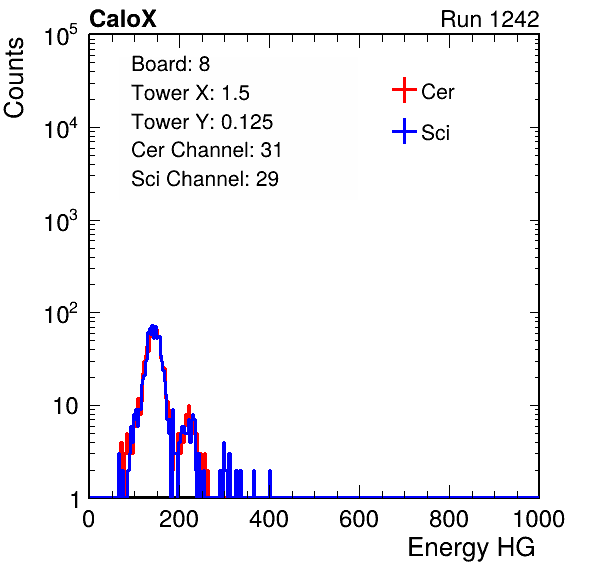 CaloX Run 1242
Counts
Board: 8
Tower X: 1.5
Tower Y: 0.125
Cer Channel: 31
Sci Channel: 29
Cer
Sci
10^5
10^4
10^3
10^2
10
1
0 200 400 600 800 1000
Energy HG